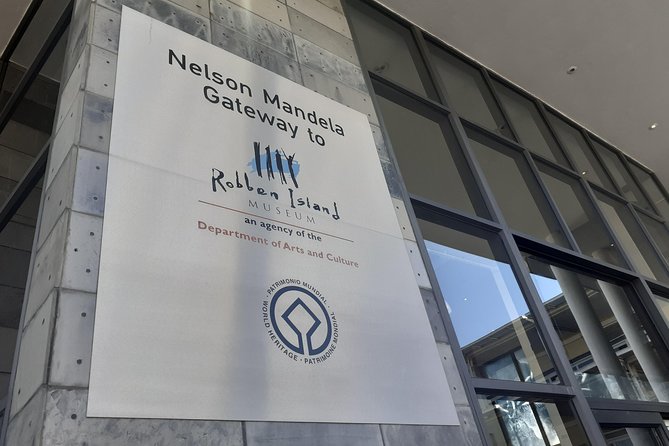 Nelson Mandela
Gateway to
Robben Island
MUSEUM
an agency of the
Department of Arts and Culture
PATRIMONIO MUNDIAL
WORLD HERITAGE
PATRIMOINE MONDIAL